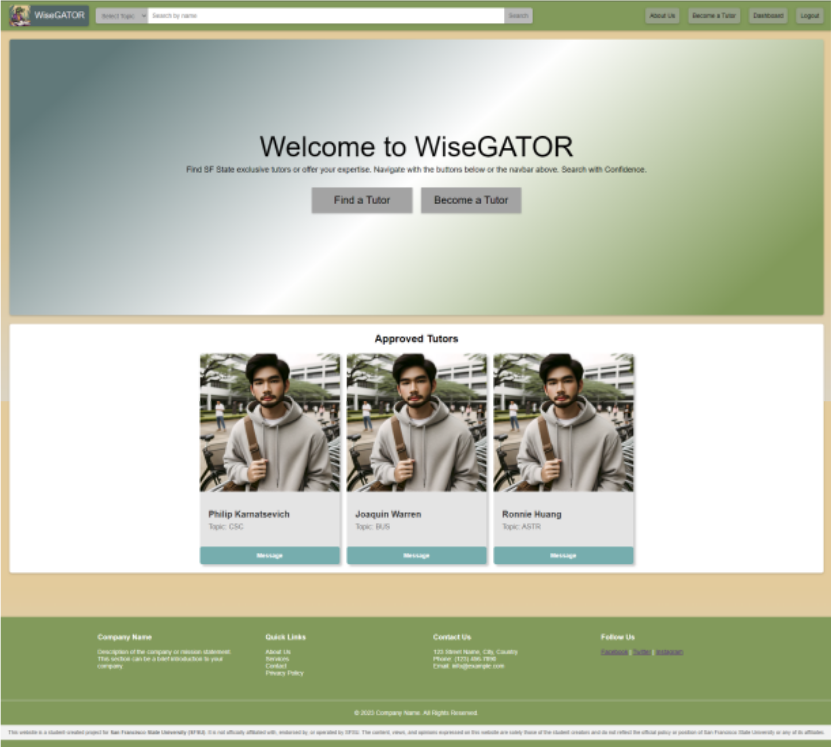 WiseGATOR
Select Topic
Search by name
Search
About Us
Become a Tutor
Dashboard
Logout
Welcome to WiseGATOR
Find SF State exclusive tutors or offer your expertise. Navigate with the buttons below or the navbar above. Search with Confidence.
Find a Tutor
Become a Tutor
Approved Tutors
Philip Karnatsevich
Topic: CSC
Message
Joaquin Warren
Topic: BUS
Message
Ronnie Huang
Topic: ASTR
Message
Company Name
Description of the company or mission statement.
This section can be a brief introduction to your
company.
Quick Links
About Us
Services
Contact
Privacy Policy
Contact Us
123 Street Name, City, Country
Phone: (123) 456-7890
Email: info@example.com
Follow Us
Facebook | Twitter | Instagram
© 2023 Company Name. All Rights Reserved.
This website is a student-created project for San Francisco State University (SFSU). It is not officially affiliated with, endorsed by, or operated by SFSU. The content, views, and opinions expressed on this website are solely those of the student creators and do not reflect the official policy or position of San Francisco State University or any of its affiliates.